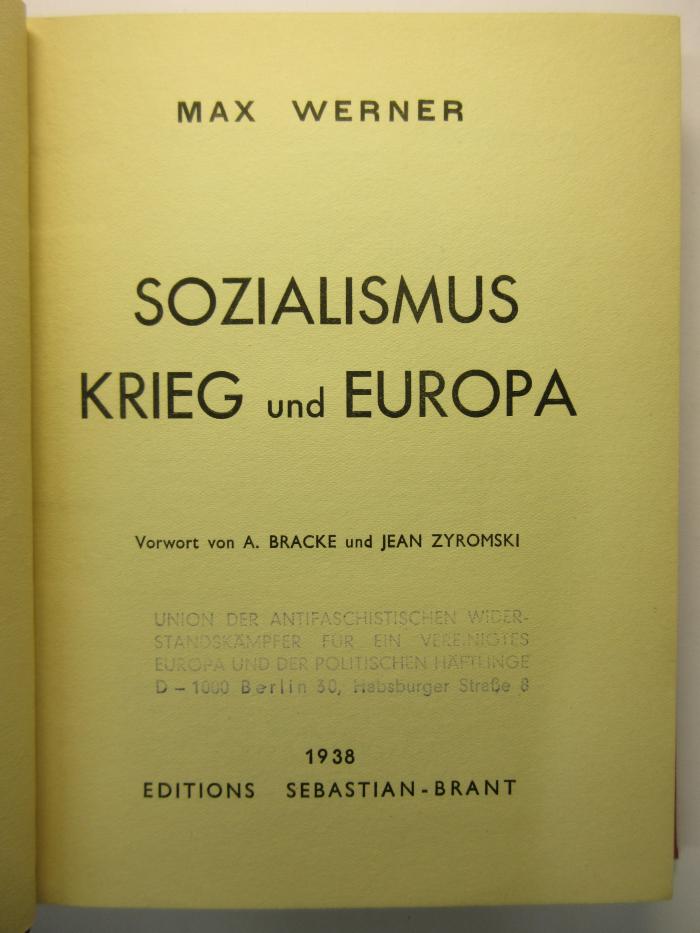 MAX WERNER
SOZIALISMUS
KRIEG und EUROPA
Vorwort von A. BRACKE und JEAN ZYROMSKI
UNION DER ANTIFASCHISTISCHEN WIDER-
STANDSKÄMPFER FÜR EIN VEREINIGTES
EUROPA UND DER POLITISCHEN HÄFTLINGE
D – 1000 Berlin 30, Habsburger Straße 8
1938
EDITIONS SEBASTIAN-BRANT